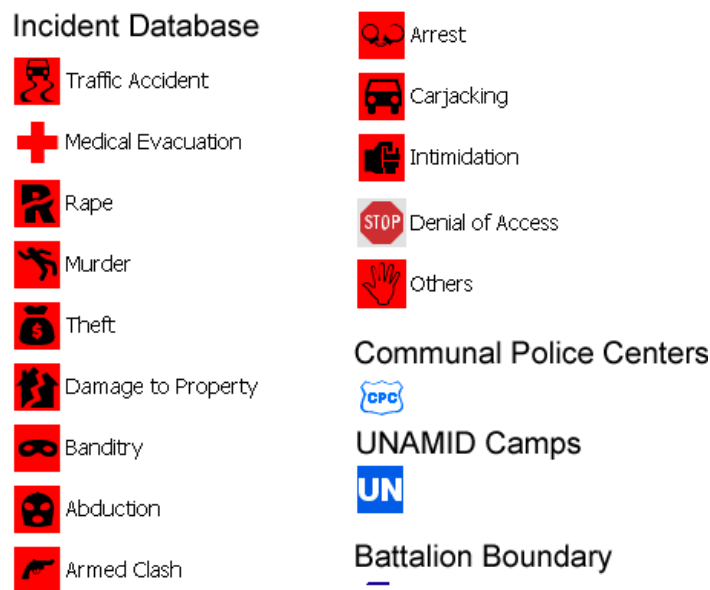 Incident Database
Traffic Accident
Medical Evacuation
R
Rape
Murder
$
Theft
Damage to Property
Banditry
Abduction
Armed Clash
Arrest
Carjacking
Intimidation
STOP
Denial of Access
Others
Communal Police Centers
CPC
UNAMID Camps
UN
Battalion Boundary